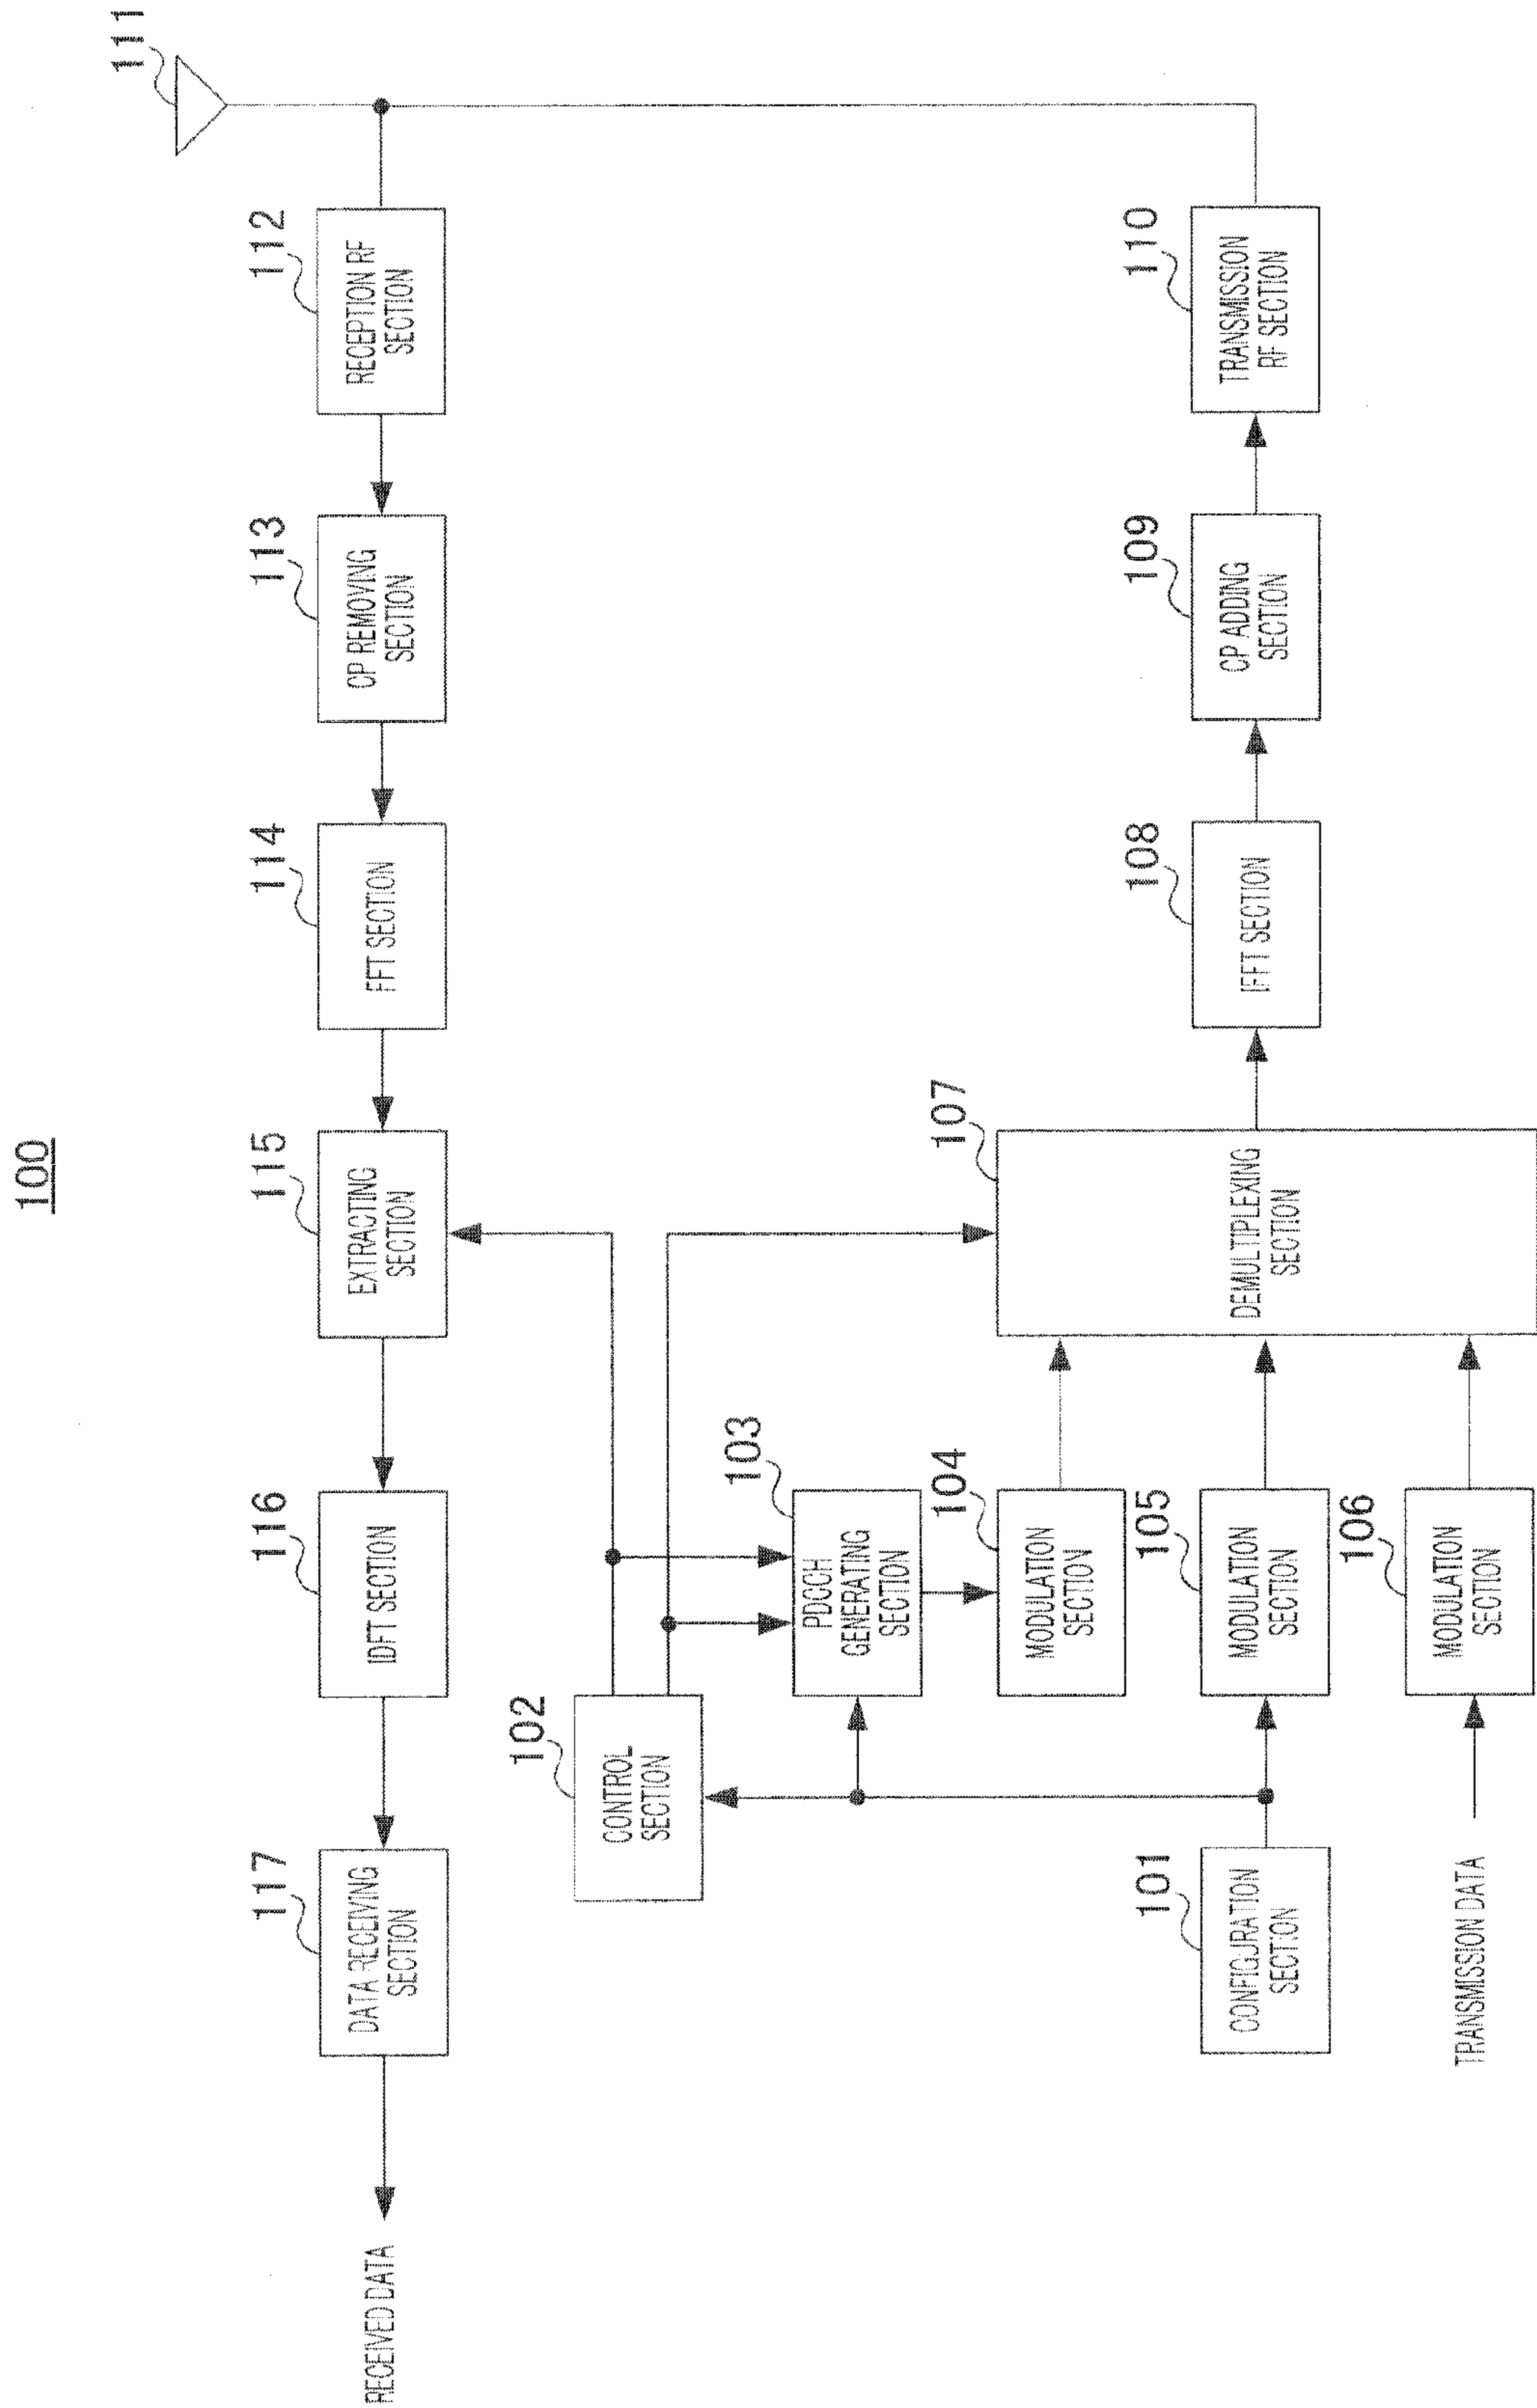 100
111
112
RECEPTION RF
SECTION
113
CP REMOVING
SECTION
114
FFT SECTION
115
EXTRACTING
SECTION
116
IDFT SECTION
117
DATA RECEIVING
SECTION
RECEIVED DATA
102
CONTROL
SECTION
103
PDCCH
GENERATING
SECTION
104
MODULATION
SECTION
105
MODULATION
SECTION
106
MODULATION
SECTION
101
CONFIGURATION
SECTION
TRANSMISSION DATA
107
DEMULTIPLEXING
SECTION
108
IFFT SECTION
109
CP ADDING
SECTION
110
TRANSMISSION
RF SECTION